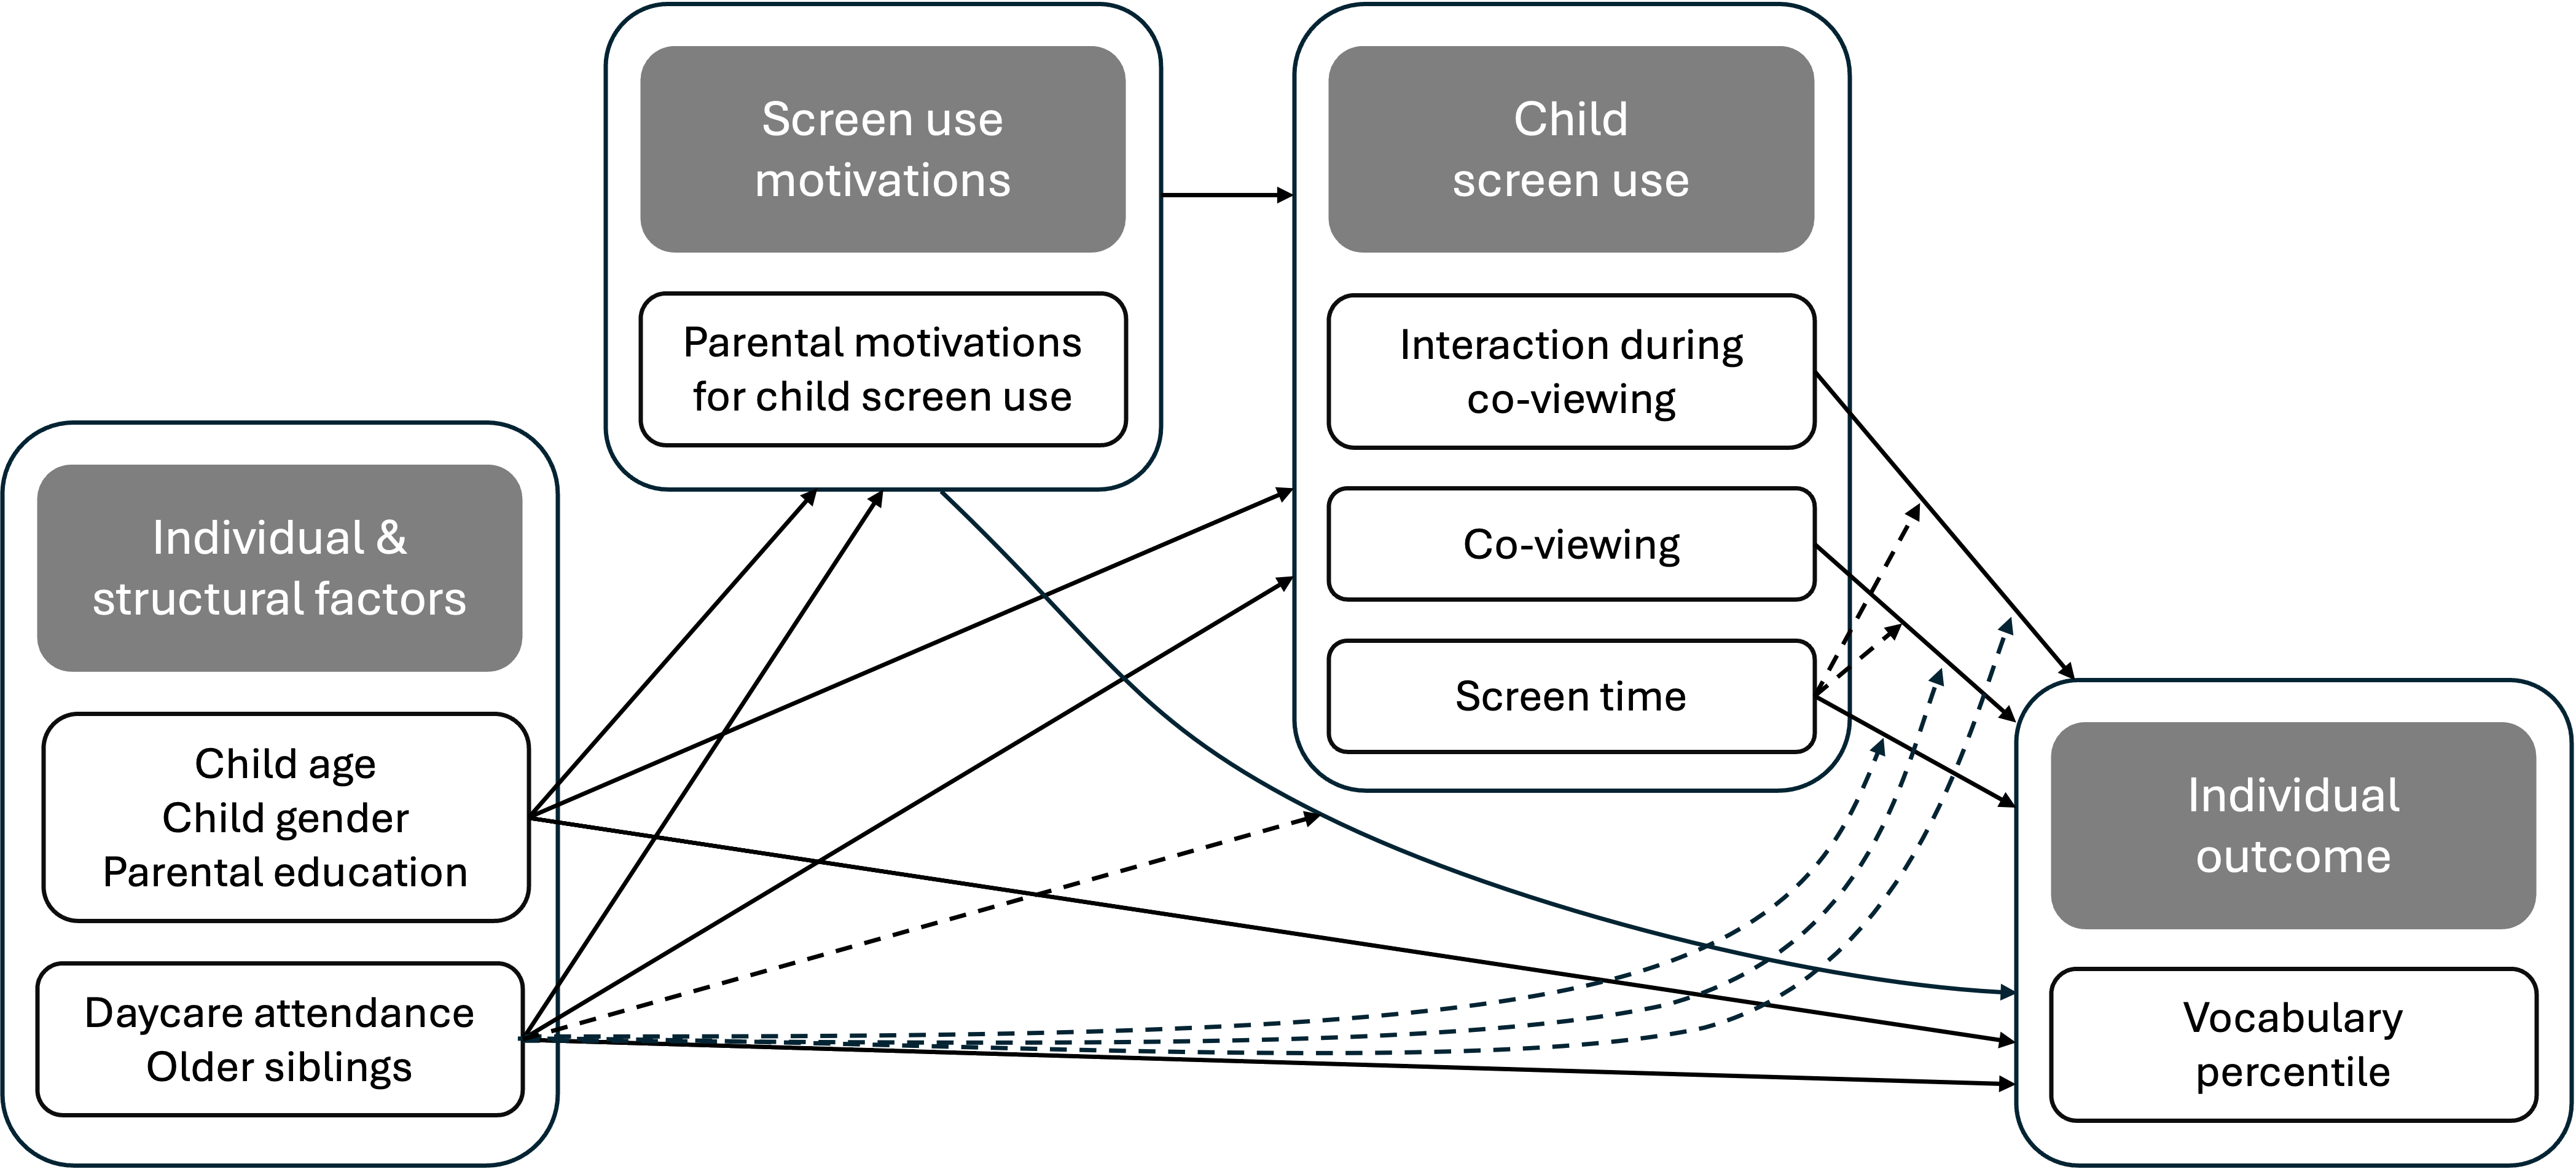 Screen use
motivations
Parental motivations
for child screen use
Child
screen use
Interaction during
co-viewing
Co-viewing
Screen time
Individual &
structural factors
Child age
Child gender
Parental education
Daycare attendance
Older siblings
Individual
outcome
Vocabulary
percentile